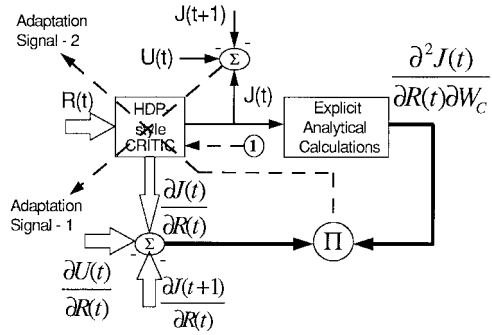 J(t+1)
Adaptation
Signal - 2
U(t)
Σ
R(t)
J(t)
HDP
style
CRITIC
1
Explicit
Analytical
Calculations
∂²J(t)
∂R(t)∂W_C
Adaptation
Signal - 1
∂J(t)
∂R(t)
Σ
Π
∂U(t)
∂R(t)
∂J(t+1)
∂R(t)